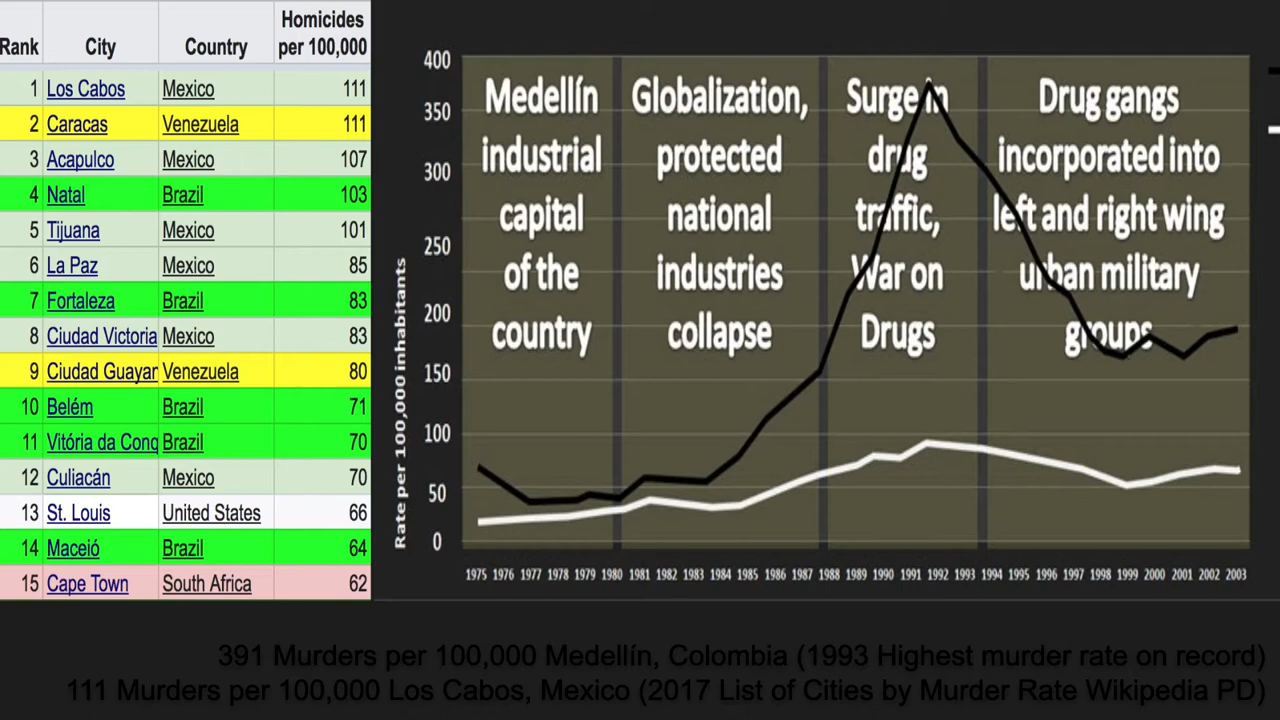 Rank City Country Homicides per 100,000
1 Los Cabos Mexico 111
2 Caracas Venezuela 111
3 Acapulco Mexico 107
4 Natal Brazil 103
5 Tijuana Mexico 101
6 La Paz Mexico 85
7 Fortaleza Brazil 83
8 Ciudad Victoria Mexico 83
9 Ciudad Guayan Venezuela 80
10 Belém Brazil 71
11 Vitória da Conq Brazil 70
12 Culiacán Mexico 70
13 St. Louis United States 66
14 Maceió Brazil 64
15 Cape Town South Africa 62
Rate per 100,000 inhabitants
400
350
300
250
200
150
100
50
0
Medellín
industrial
capital
of the
country
Globalization,
protected
national
industries
collapse
Surge in
drug
traffic,
War on
Drugs
Drug gangs
incorporated into
left and right wing
urban military
groups
1975 1976 1977 1978 1979 1980 1981 1982 1983 1984 1985 1986 1987 1988 1989 1990 1991 1992 1993 1994 1995 1996 1997 1998 1999 2000 2001 2002 2003
391 Murders per 100,000 Medellín, Colombia (1993 Highest murder rate on record)
111 Murders per 100,000 Los Cabos, Mexico (2017 List of Cities by Murder Rate Wikipedia PD)